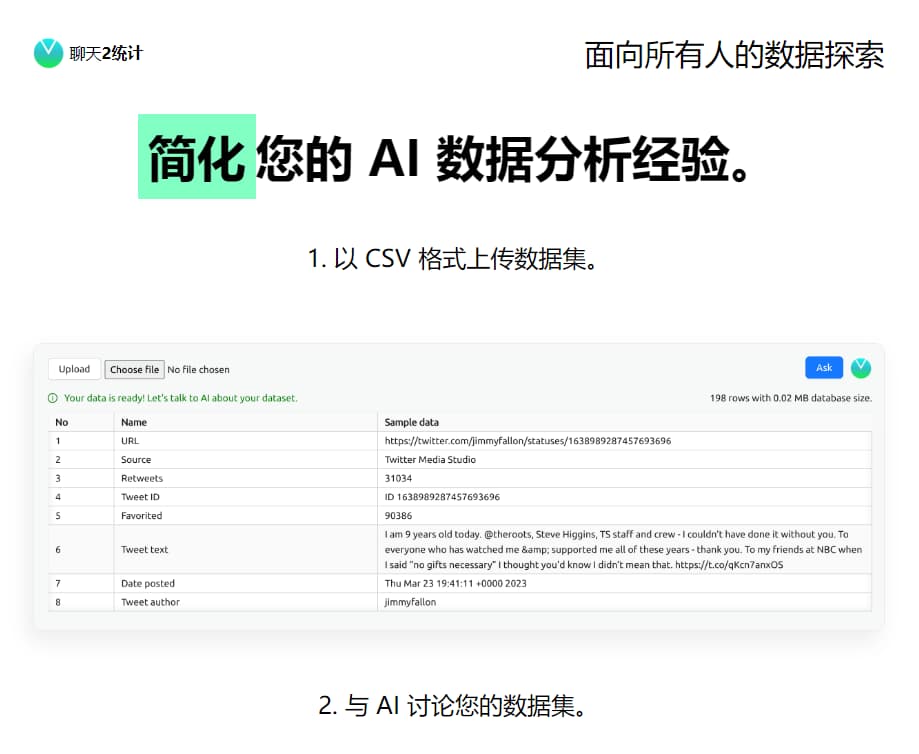 聊天2统计
面向所有人的数据探索
简化 您的 AI 数据分析经验。
1. 以 CSV 格式上传数据集。
Upload Choose file No file chosen Ask
Your data is ready! Let's talk to AI about your dataset. 198 rows with 0.02 MB database size.
No Name Sample data
1 URL https://twitter.com/jimmyfallon/statuses/1638989287457693696
2 Source Twitter Media Studio
3 Retweets 31034
4 Tweet ID ID 1638989287457693696
5 Favorited 90386
6 Tweet text I am 9 years old today. @theroots, Steve Higgins, TS staff and crew - I couldn't have done it without you. To
everyone who has watched me &amp; supported me all of these years - thank you. To my friends at NBC when
I said "no gifts necessary" I thought you'd know I didn't mean that. https://t.co/qKcn7anxOS
7 Date posted Thu Mar 23 19:41:11 +0000 2023
8 Tweet author jimmyfallon
2. 与 AI 讨论您的数据集。